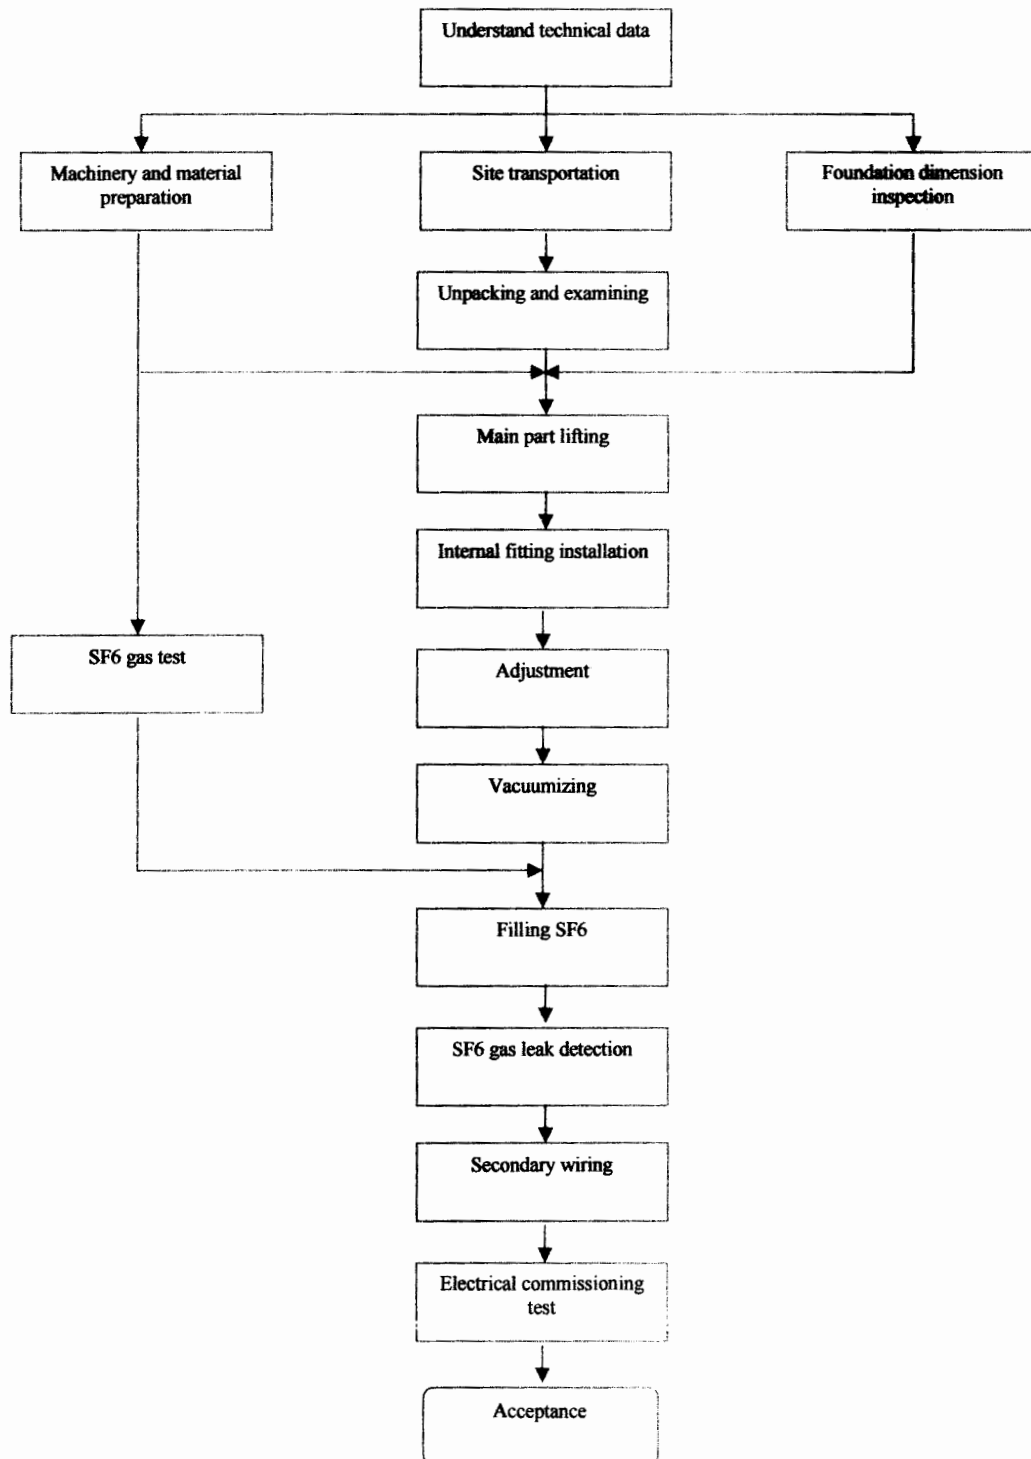 Understand technical data
Machinery and material
preparation
Site transportation
Foundation dimension
inspection
Unpacking and examining
Main part lifting
Internal fitting installation
SF6 gas test
Adjustment
Vacuumizing
Filling SF6
SF6 gas leak detection
Secondary wiring
Electrical commissioning
test
Acceptance